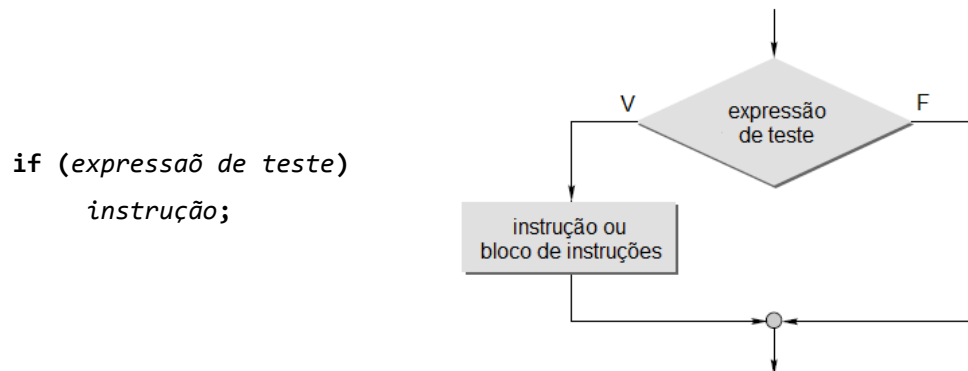 if (expressaõ de teste)
instrução;
V
expressão
de teste
F
instrução ou
bloco de instruções